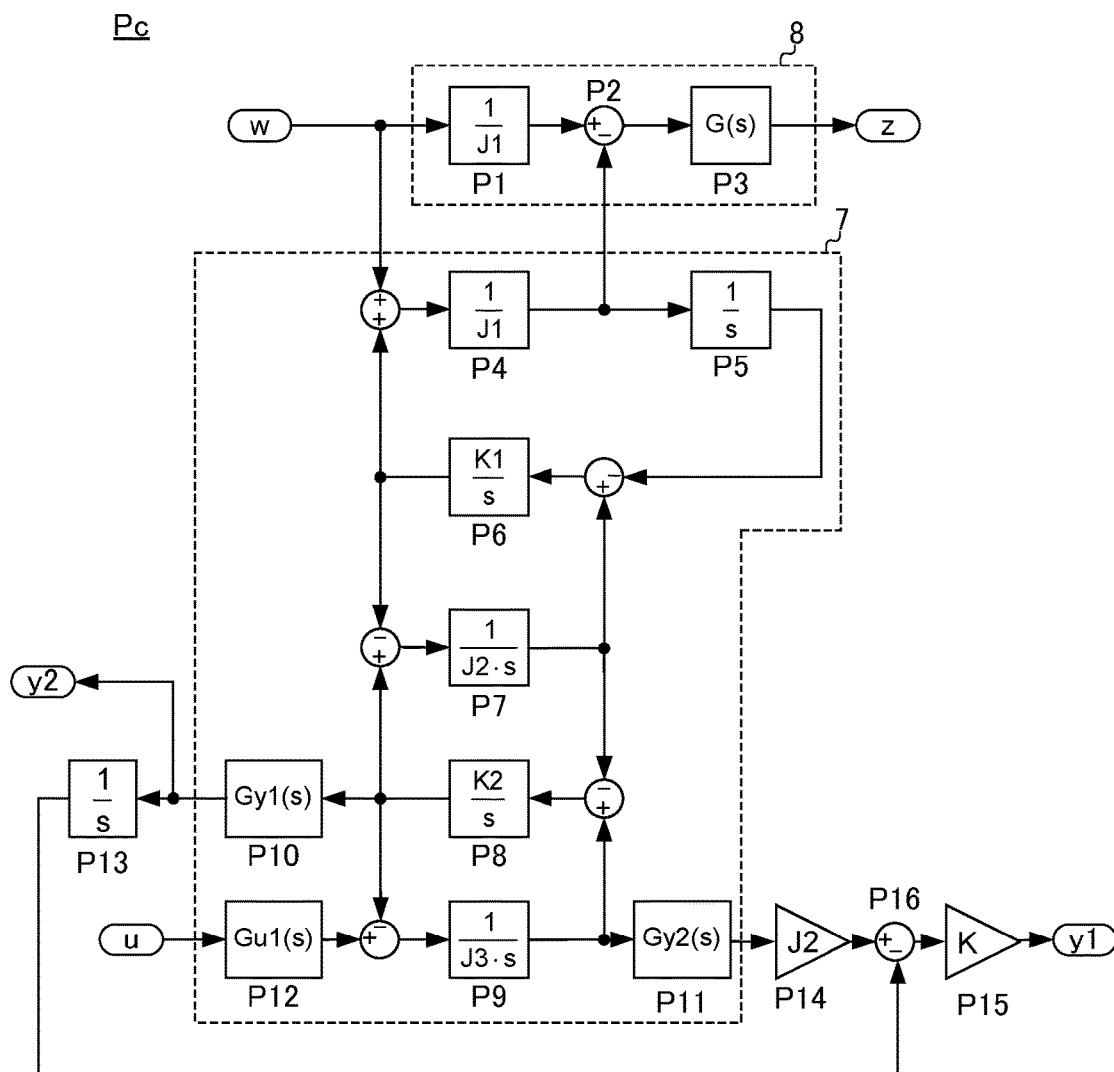 Pc
8
w
1
J1
P1
P2
+
−
G(s)
P3
z
7
+
+
1
J1
P4
1
s
P5
K1
s
P6
−
+
−
+
1
J2·s
P7
y2
1
s
P13
Gy1(s)
P10
K2
s
P8
−
+
u
Gu1(s)
P12
+
−
1
J3·s
P9
Gy2(s)
P11
J2
P14
P16
+
−
K
P15
y1